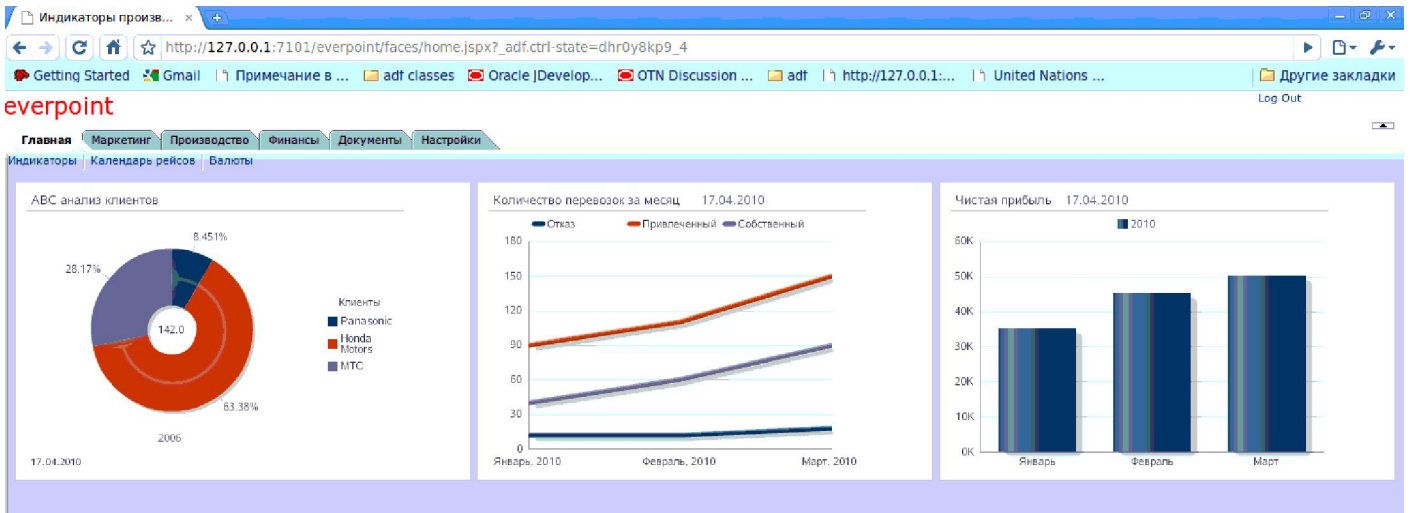 Индикаторы произв... ×
http://127.0.0.1:7101/everpoint/faces/home.jspx?_adf.ctrl-state=dhr0y8kp9_4
Getting Started Gmail Примечание в ... adf classes Oracle JDevelop... OTN Discussion ... adf http://127.0.0.1:... United Nations ... Другие закладки
everpoint
Log Out
Главная Маркетинг Производство Финансы Документы Настройки
Индикаторы Календарь рейсов Валюты
ABC анализ клиентов
8.451%
28.17%
142.0
63.38%
2006
Клиенты
Panasonic
Honda
Motors
МТС
17.04.2010
Количество перевозок за месяц 17.04.2010
Отказ Привлеченный Собственный
180
150
120
90
60
30
0
Январь, 2010 Февраль, 2010 Март, 2010
Чистая прибыль 17.04.2010
2010
60K
50K
40K
30K
20K
10K
0K
Январь Февраль Март